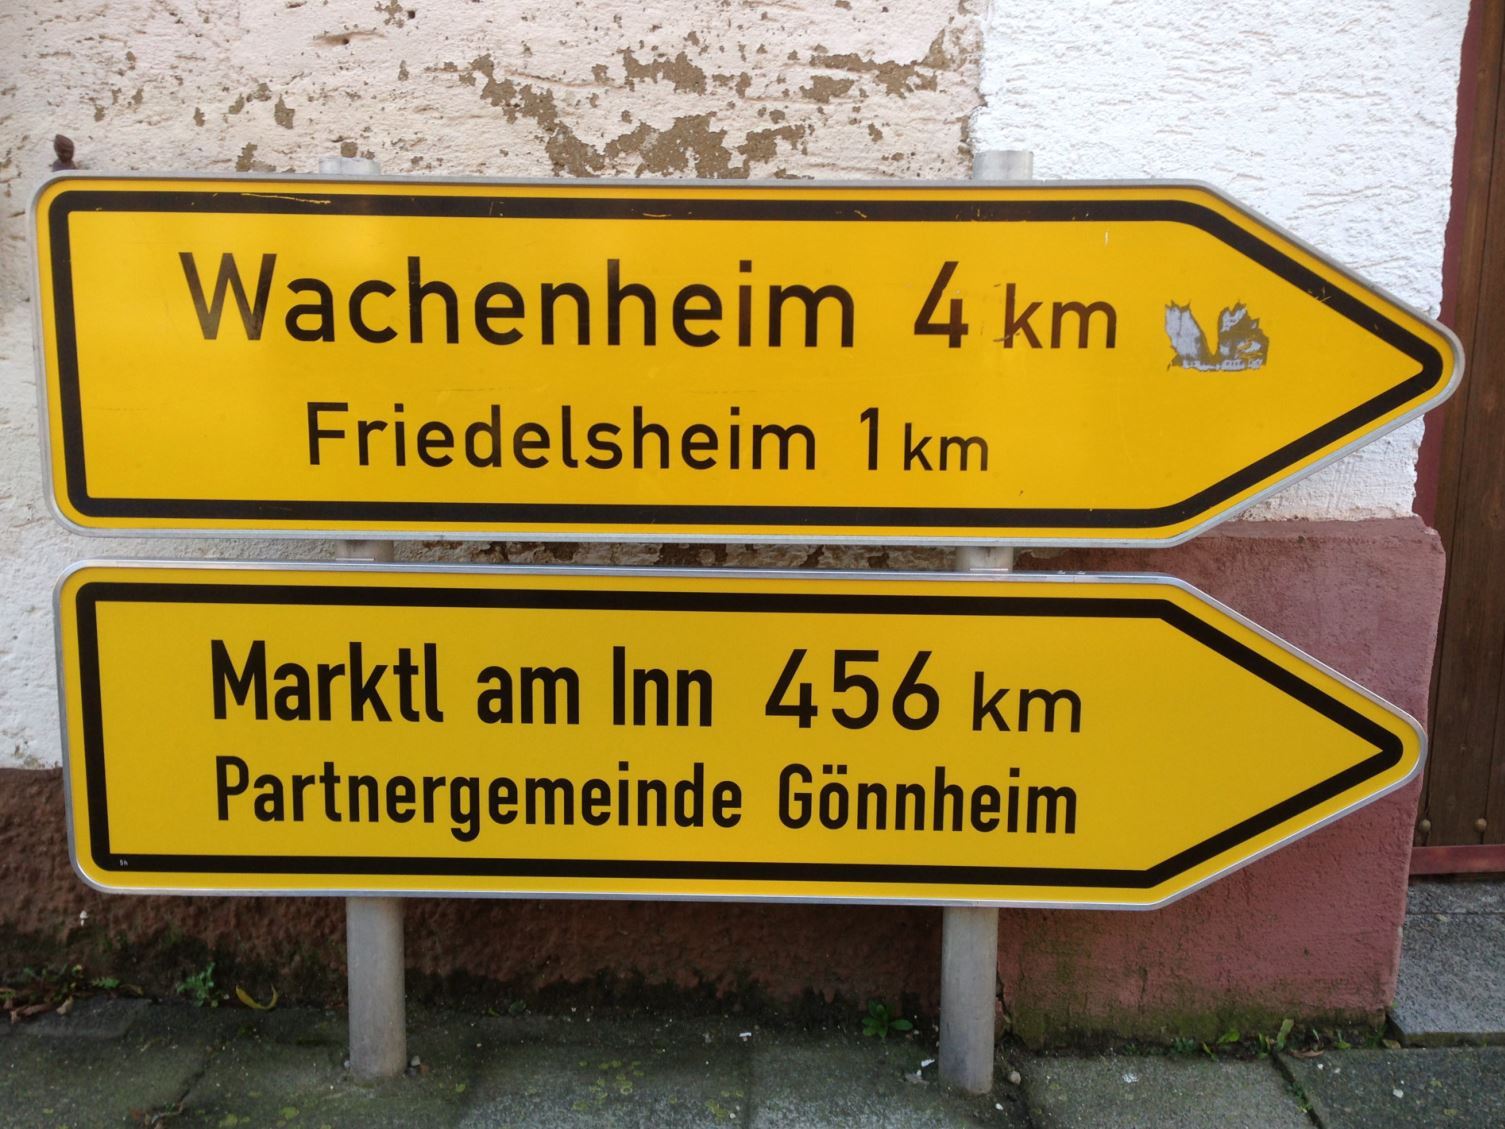 Wachenheim 4 km
Friedelsheim 1 km
Marktl am Inn 456 km
Partnergemeinde Gönnheim